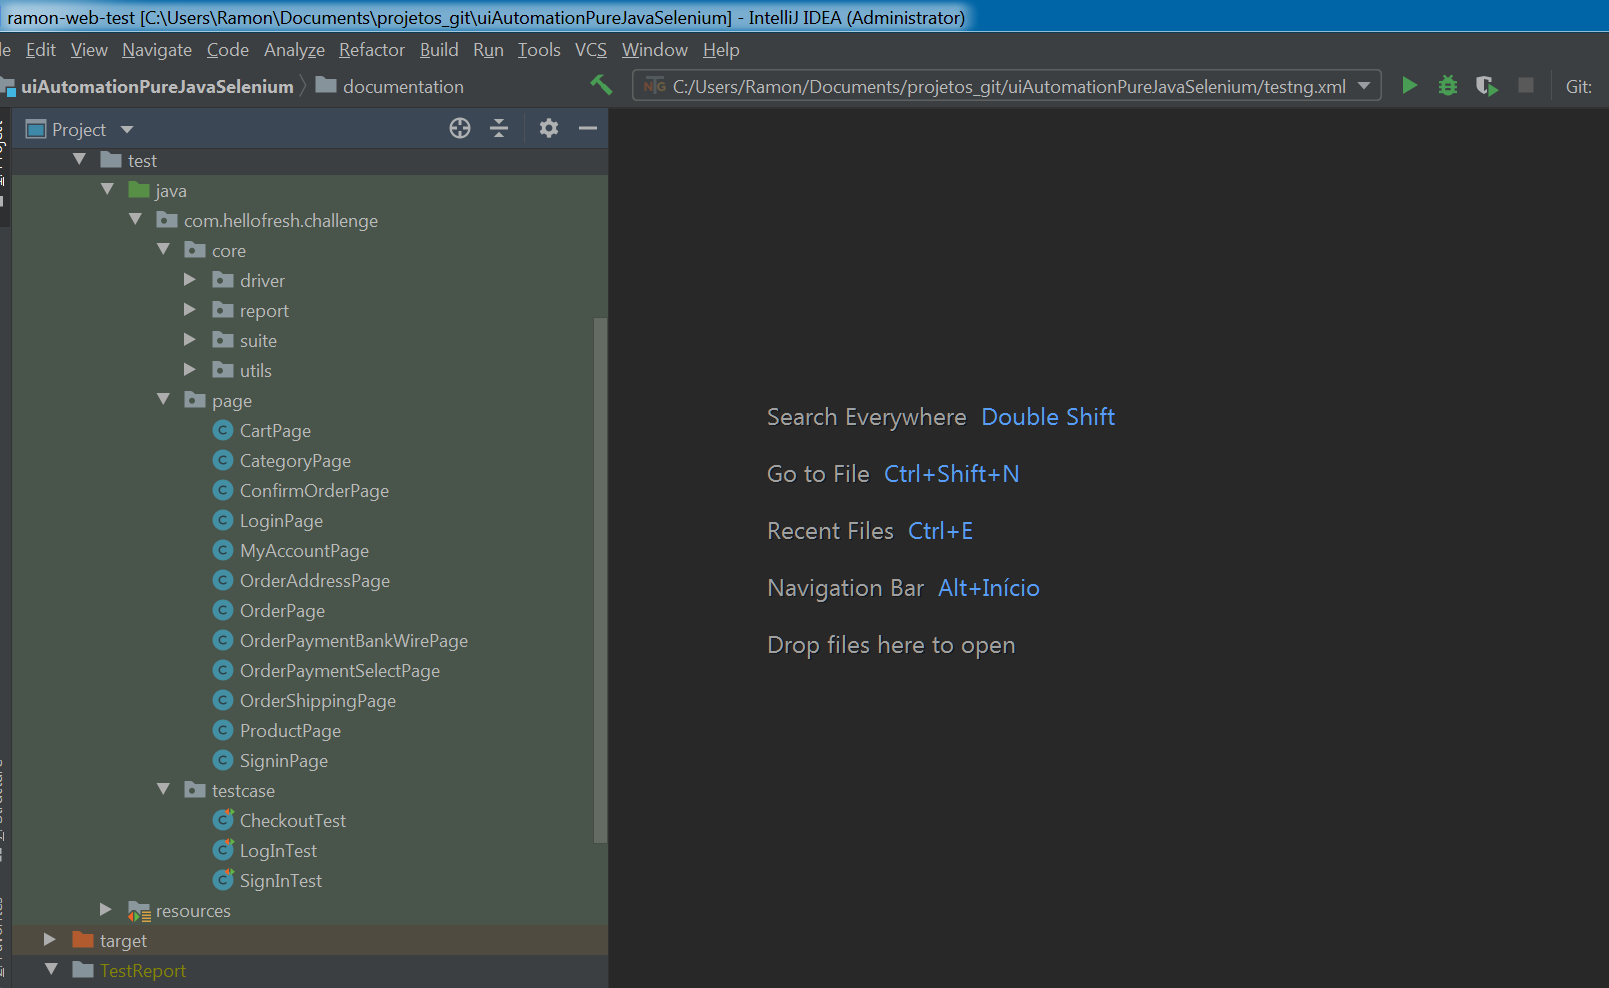 ramon-web-test [C:\Users\Ramon\Documents\projetos_git\uiAutomationPureJavaSelenium] - IntelliJ IDEA (Administrator)
Edit View Navigate Code Analyze Refactor Build Run Tools VCS Window Help
uiAutomationPureJavaSelenium documentation C:/Users/Ramon/Documents/projetos_git/uiAutomationPureJavaSelenium/testng.xml Git:
Project
test
java
com.hellofresh.challenge
core
driver
report
suite
utils
page
CartPage
CategoryPage
ConfirmOrderPage
LoginPage
MyAccountPage
OrderAddressPage
OrderPage
OrderPaymentBankWirePage
OrderPaymentSelectPage
OrderShippingPage
ProductPage
SigninPage
testcase
CheckoutTest
LogInTest
SignInTest
resources
target
TestReport
Search Everywhere Double Shift
Go to File Ctrl+Shift+N
Recent Files Ctrl+E
Navigation Bar Alt+Início
Drop files here to open